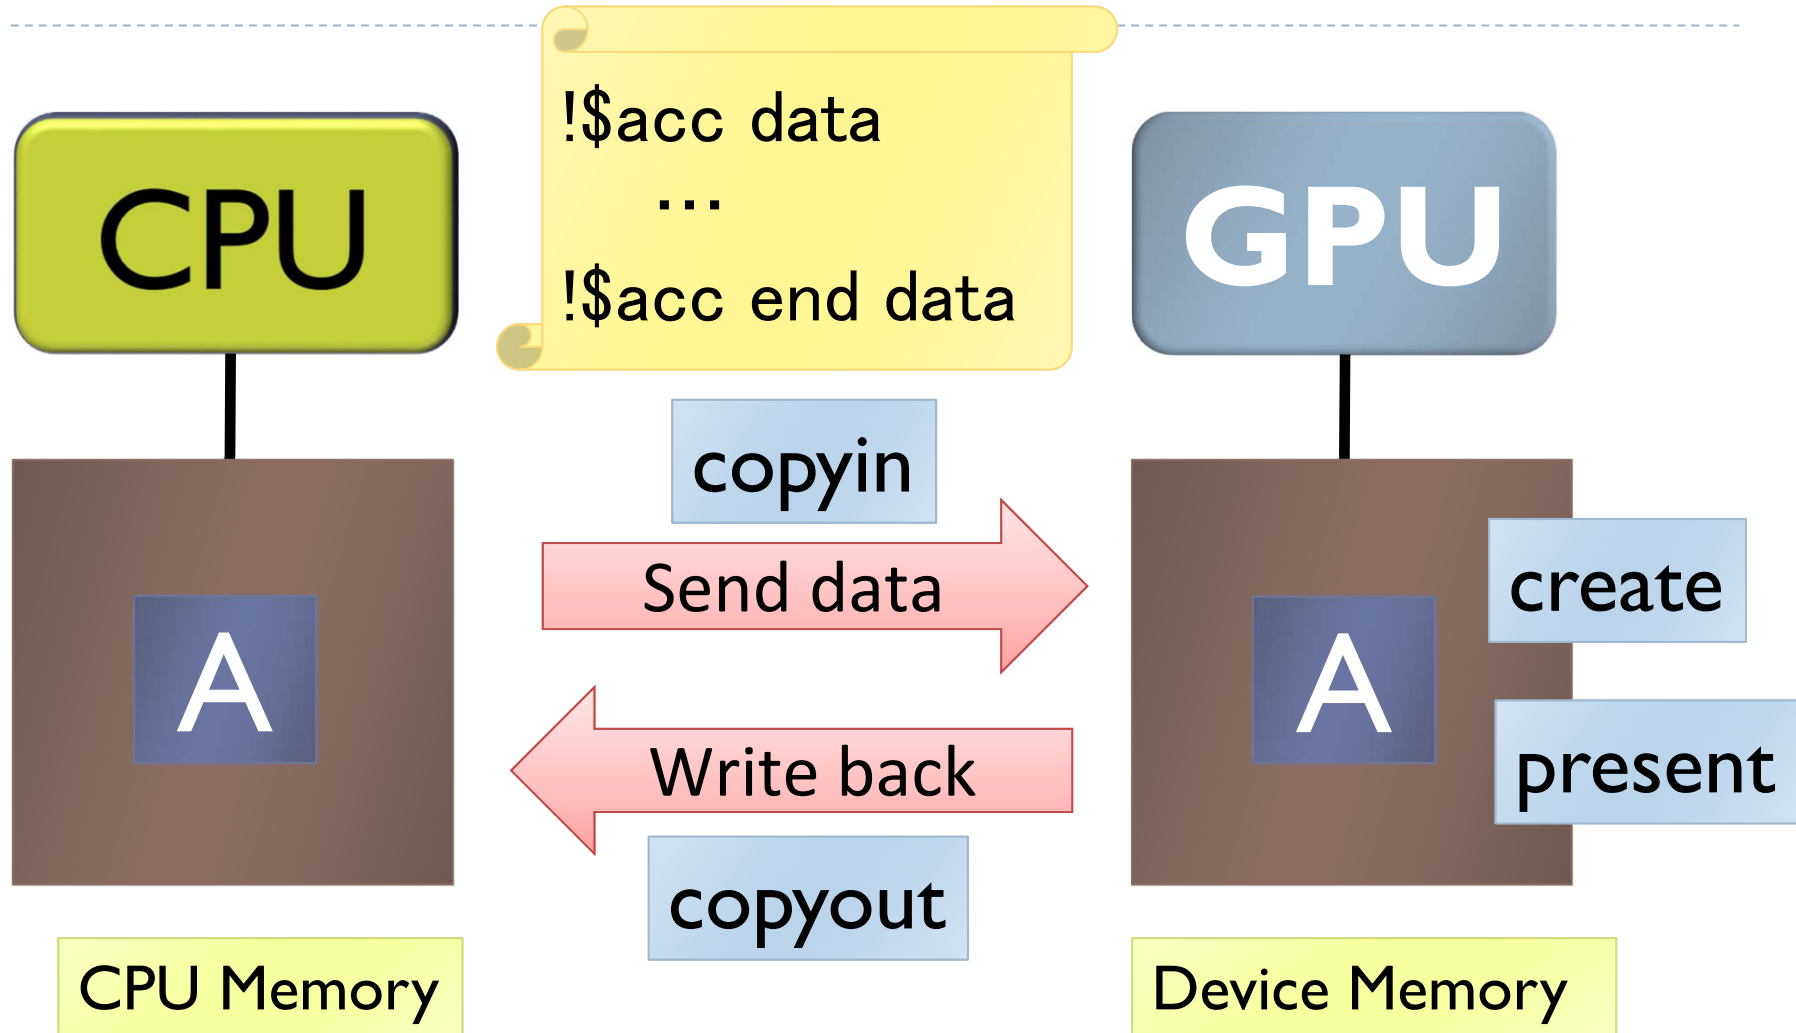 !$acc data
…
!$acc end data
CPU
GPU
copyin
Send data
create
A
A
Write back
present
copyout
CPU Memory
Device Memory